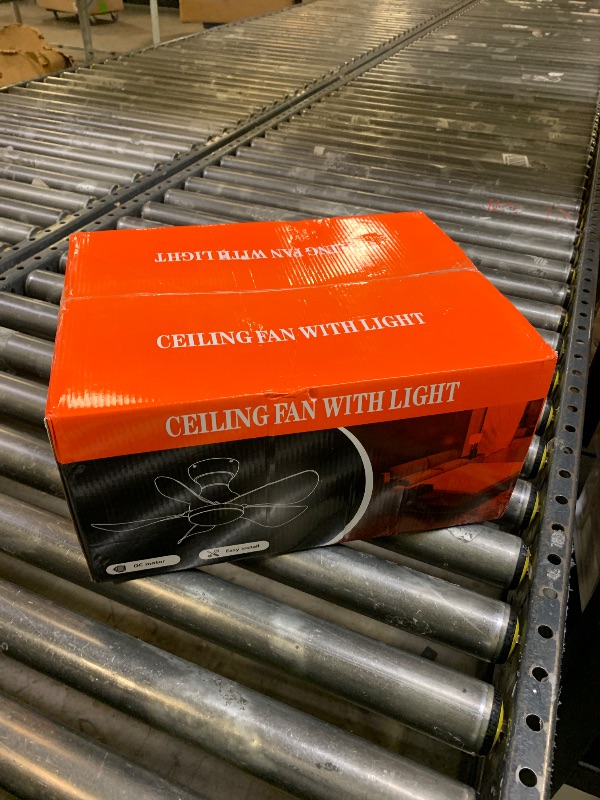 CEILING FAN WITH LIGHT
CEILING FAN WITH LIGHT
CEILING FAN WITH LIGHT
DC motor
Easy install